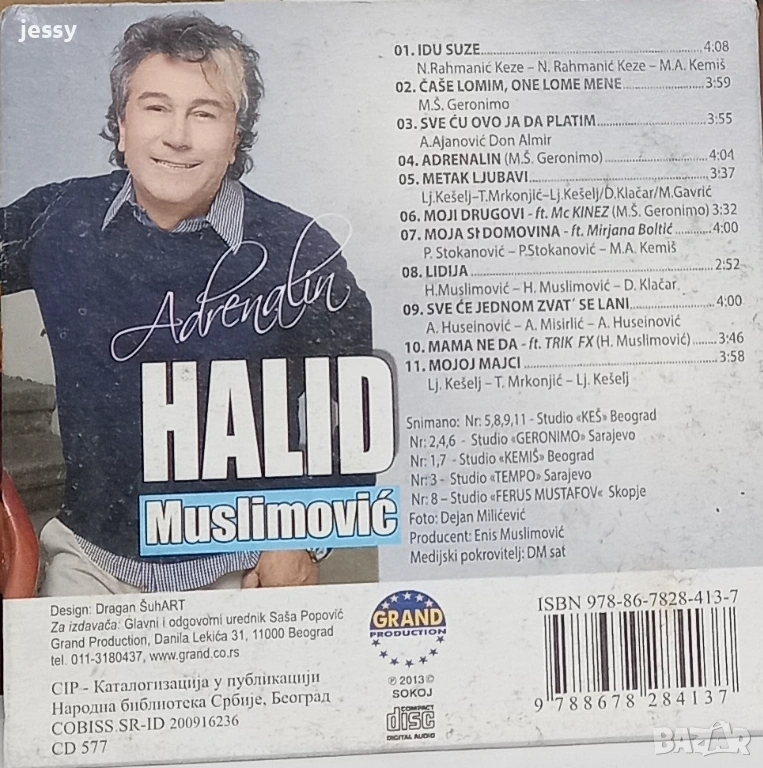 jessy
01. IDU SUZE 4:08
N.Rahmanić Keze – N. Rahmanić Keze – M.A. Kemiš
02. ČAŠE LOMIM, ONE LOME MENE 3:59
M.Š. Geronimo
03. SVE ĆU OVO JA DA PLATIM 3:55
A.Ajanović Don Almir
04. ADRENALIN (M.Š. Geronimo) 4:04
05. METAK LJUBAVI 3:37
Lj.Kešelj–T.Mrkonjić–Lj.Kešelj/D.Klačar/M.Gavrić
06. MOJI DRUGOVI - ft. Mc KINEZ (M.Š. Geronimo) 3:32
07. MOJA St DOMOVINA - ft. Mirjana Boltić 4:00
P. Stokanović – P.Stokanović – M.A. Kemiš
08. LIDIJA 2:52
H.Muslimović – H. Muslimović – D. Klačar
09. SVE ĆE JEDNOM ZVAT´ SE LANI 4:00
A. Huseinović – A. Misirlić – A. Huseinović
10. MAMA NE DA - ft. TRIK FX (H. Muslimović) 3:46
11. MOJOJ MAJCI 3:58
Lj. Kešelj – T. Mrkonjić – Lj. Kešelj
Adrenalin
HALID
Muslimović
Snimano: Nr: 5,8,9,11 - Studio «KEŠ» Beograd
Nr: 2,4,6 - Studio «GERONIMO» Sarajevo
Nr: 1,7 - Studio «KEMIŠ» Beograd
Nr: 3 - Studio «TEMPO» Sarajevo
Nr: 8 – Studio «FERUS MUSTAFOV« Skopje
Foto: Dejan Milićević
Producent: Enis Muslimović
Medijski pokrovitelj: DM sat
Design: Dragan ŠuhART
Za izdavača: Glavni i odgovorni urednik Saša Popović
Grand Production, Danila Lekića 31, 11000 Beograd
tel. 011-3180437, www.grand.co.rs
CIP - Каталогизација у публикацији
Народна библиотека Србије, Београд
COBISS.SR-ID 200916236
CD 577
GRAND
PRODUCTION
℗ 2013 ©
SOKOJ
COMPACT
disc
DIGITAL AUDIO
ISBN 978-86-7828-413-7
9 788678 284137
BAZAR